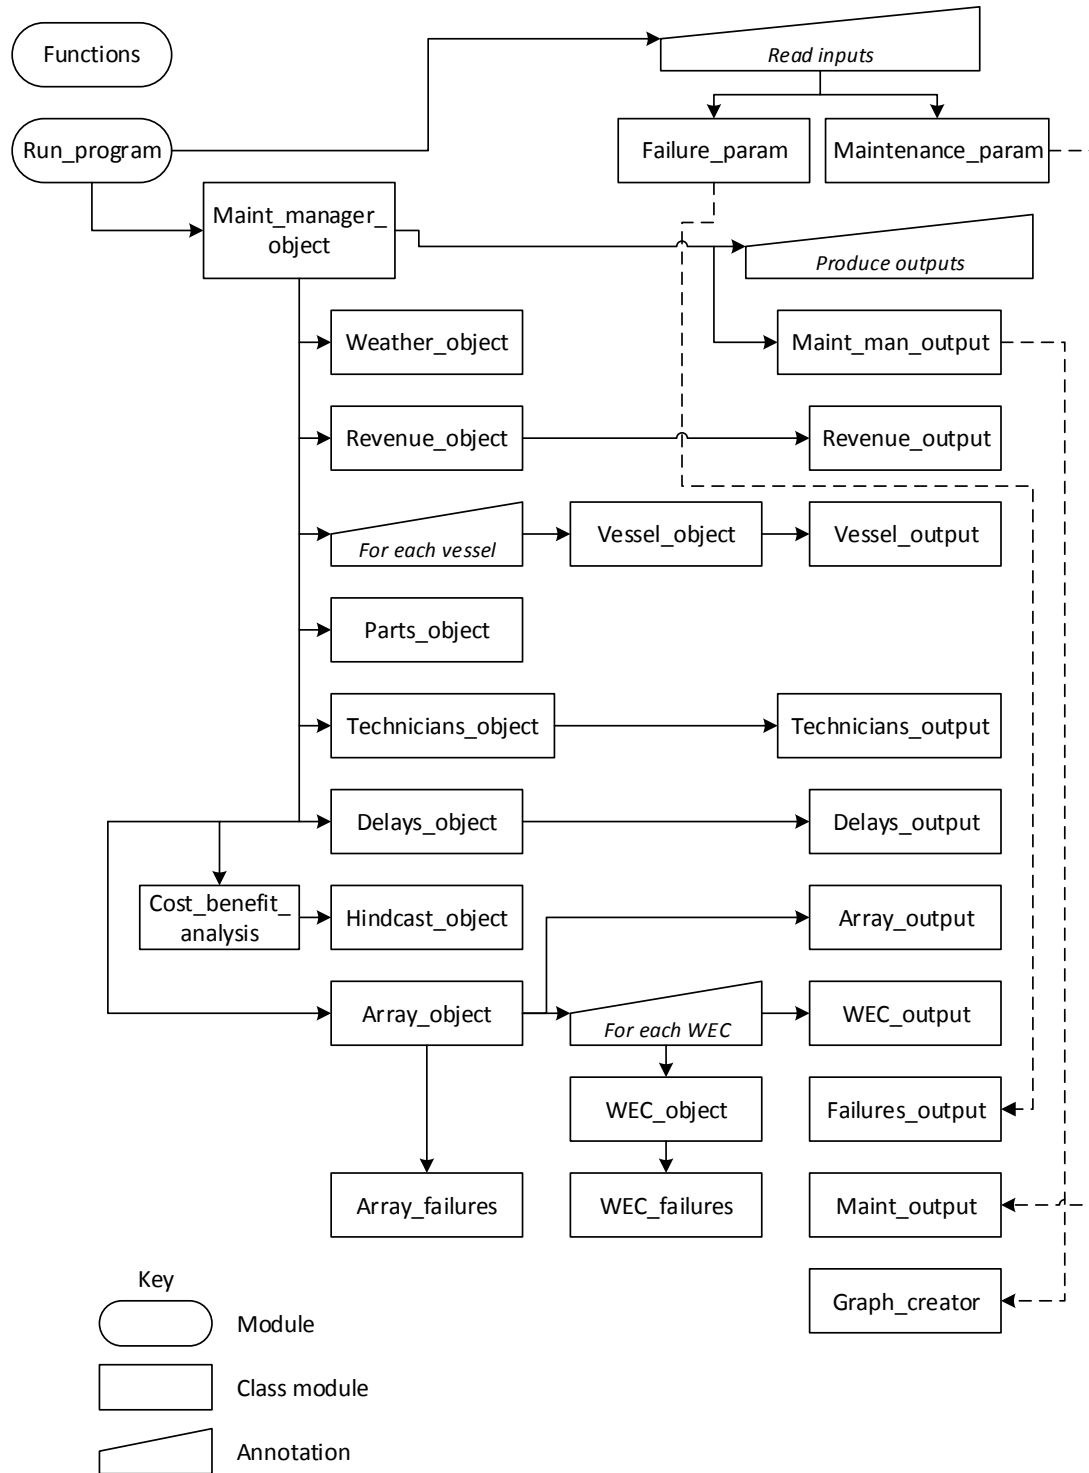 Functions
Read inputs
Run_program
Failure_param
Maintenance_param
Maint_manager_
object
Produce outputs
Weather_object
Maint_man_output
Revenue_object
Revenue_output
For each vessel
Vessel_object
Vessel_output
Parts_object
Technicians_object
Technicians_output
Delays_object
Delays_output
Cost_benefit_
analysis
Hindcast_object
Array_output
Array_object
For each WEC
WEC_output
WEC_object
Failures_output
Array_failures
WEC_failures
Maint_output
Graph_creator
Key
Module
Class module
Annotation